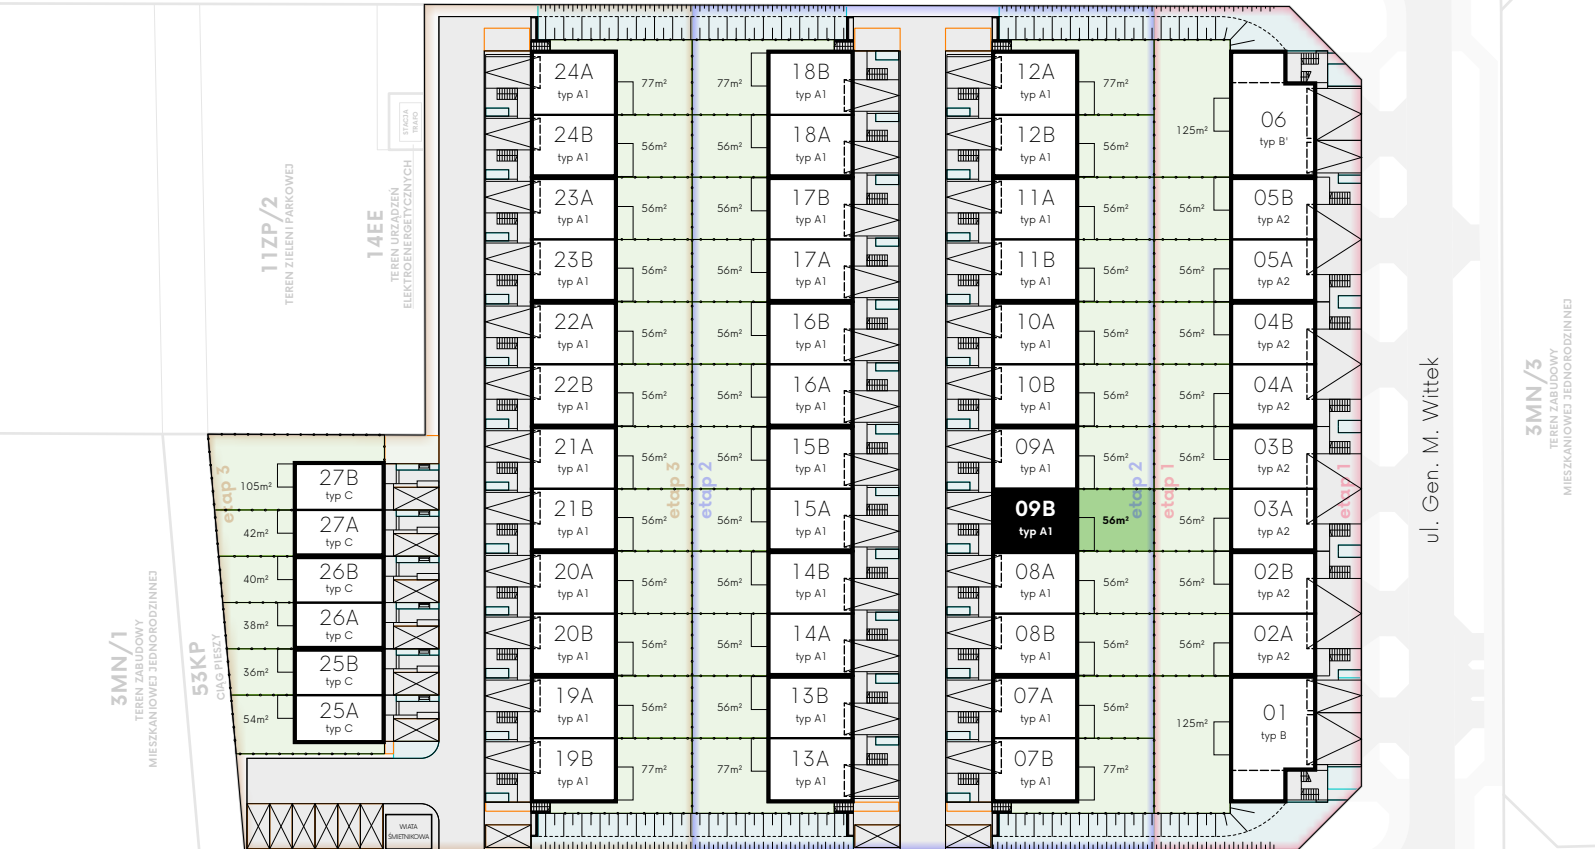 24A
typ A1
77m²
24B
typ A1
56m²
23A
typ A1
56m²
23B
typ A1
56m²
22A
typ A1
56m²
22B
typ A1
56m²
21A
typ A1
56m²
21B
typ A1
56m²
20A
typ A1
56m²
20B
typ A1
56m²
19A
typ A1
56m²
19B
typ A1
77m²
77m²
18B
typ A1
56m²
18A
typ A1
56m²
17B
typ A1
56m²
17A
typ A1
56m²
16B
typ A1
56m²
16A
typ A1
56m²
15B
typ A1
56m²
15A
typ A1
56m²
14B
typ A1
56m²
14A
typ A1
56m²
13B
typ A1
77m²
13A
typ A1
12A
typ A1
77m²
12B
typ A1
56m²
11A
typ A1
56m²
11B
typ A1
56m²
10A
typ A1
56m²
10B
typ A1
56m²
09A
typ A1
56m²
09B
typ A1
56m²
08A
typ A1
56m²
08B
typ A1
56m²
07A
typ A1
56m²
07B
typ A1
77m²
125m²
06
typ B'
56m²
05B
typ A2
56m²
05A
typ A2
56m²
04B
typ A2
56m²
04A
typ A2
56m²
03B
typ A2
56m²
03A
typ A2
56m²
02B
typ A2
56m²
02A
typ A2
125m²
01
typ B
105m²
27B
typ C
42m²
27A
typ C
40m²
26B
typ C
38m²
26A
typ C
36m²
25B
typ C
54m²
25A
typ C
etap 3
etap 3
etap 2
etap 2
etap 1
etap 1
ul. Gen. M. Wittek
11ZP/2
TEREN ZIELENI PARKOWEJ
14EE
TEREN URZĄDZEŃ
ELEKTROENERGETYCZNYCH
STACJA
TRAFO
3MN/1
TEREN ZABUDOWY
MIESZKANIOWEJ JEDNORODZINNEJ
53KP
CIĄG PIESZY
3MN/3
TEREN ZABUDOWY
MIESZKANIOWEJ JEDNORODZINNEJ
WIATA
ŚMIETNIKOWA